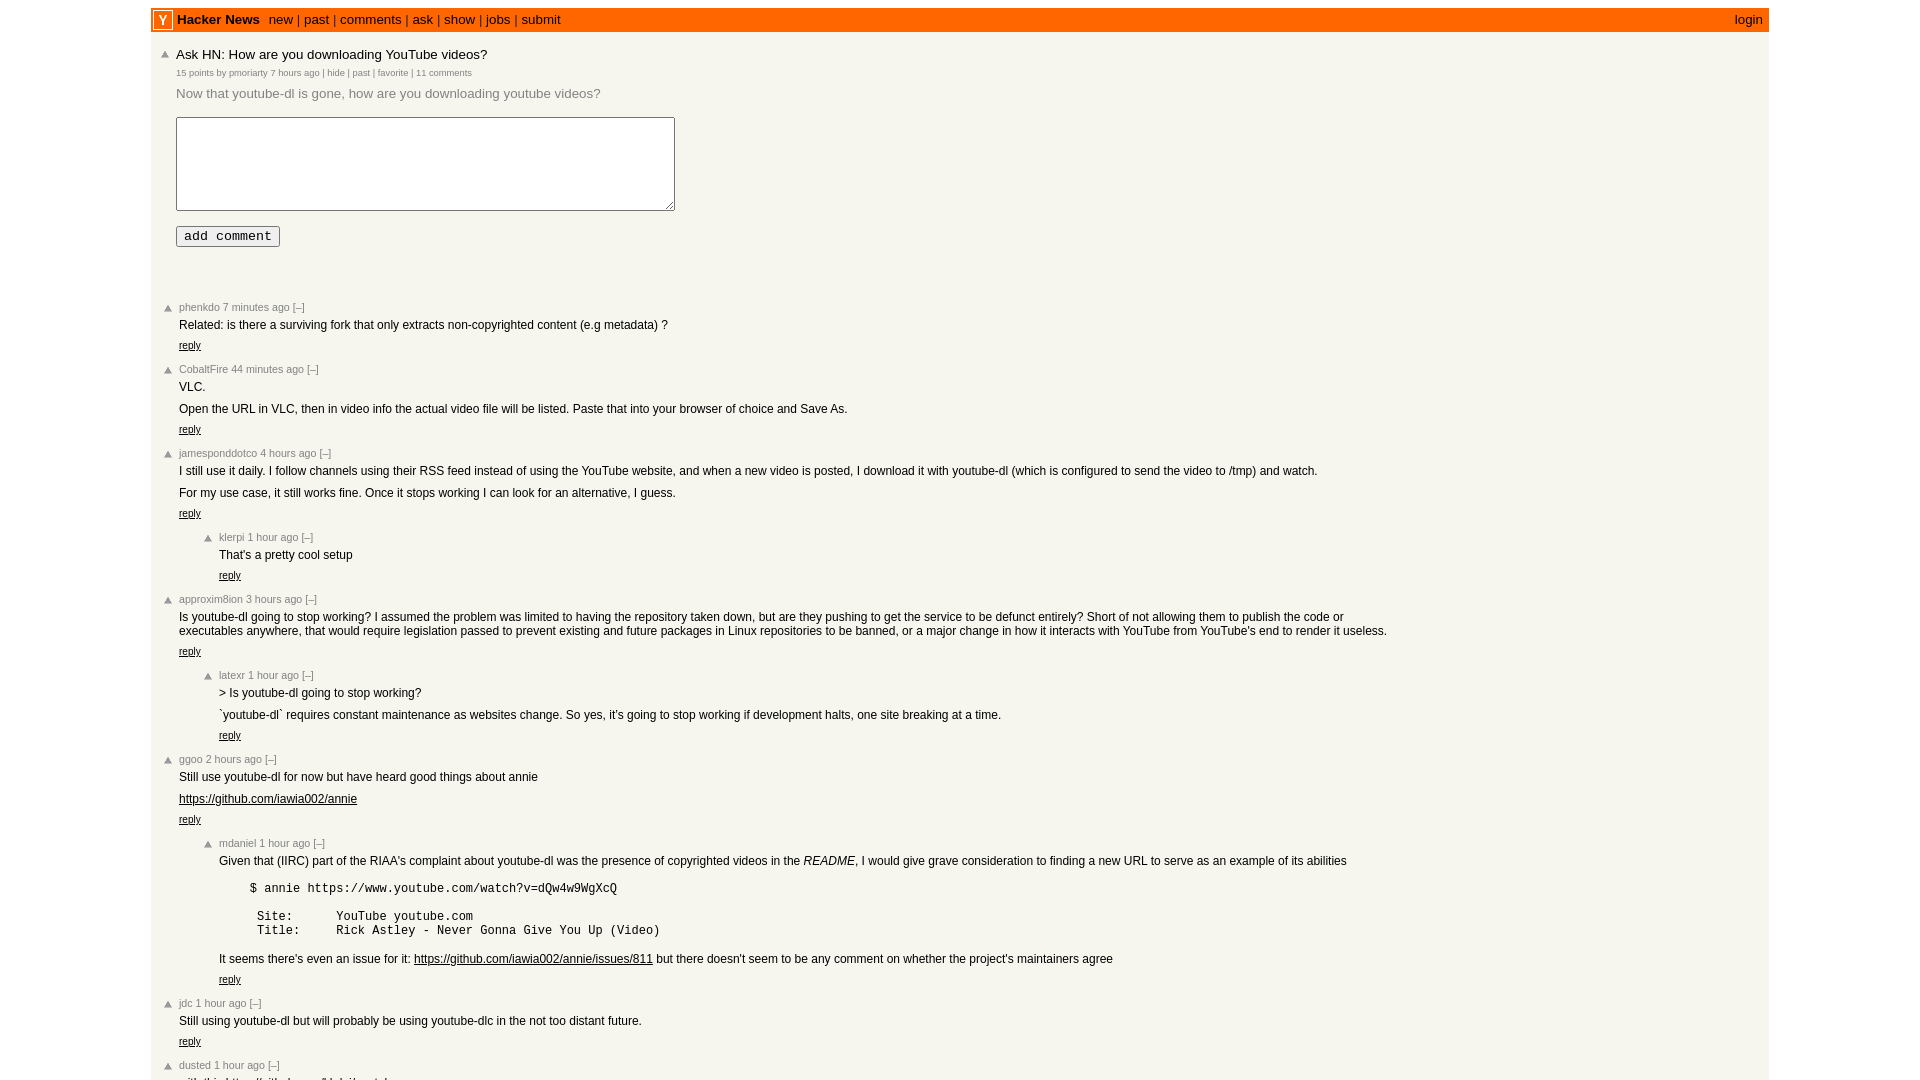 Y Hacker News new | past | comments | ask | show | jobs | submit login
Ask HN: How are you downloading YouTube videos?
15 points by pmoriarty 7 hours ago | hide | past | favorite | 11 comments
Now that youtube-dl is gone, how are you downloading youtube videos?
add comment
phenkdo 7 minutes ago [–]
Related: is there a surviving fork that only extracts non-copyrighted content (e.g metadata) ?
reply
CobaltFire 44 minutes ago [–]
VLC.
Open the URL in VLC, then in video info the actual video file will be listed. Paste that into your browser of choice and Save As.
reply
jamesponddotco 4 hours ago [–]
I still use it daily. I follow channels using their RSS feed instead of using the YouTube website, and when a new video is posted, I download it with youtube-dl (which is configured to send the video to /tmp) and watch.
For my use case, it still works fine. Once it stops working I can look for an alternative, I guess.
reply
klerpi 1 hour ago [–]
That's a pretty cool setup
reply
approxim8ion 3 hours ago [–]
Is youtube-dl going to stop working? I assumed the problem was limited to having the repository taken down, but are they pushing to get the service to be defunct entirely? Short of not allowing them to publish the code or
executables anywhere, that would require legislation passed to prevent existing and future packages in Linux repositories to be banned, or a major change in how it interacts with YouTube from YouTube's end to render it useless.
reply
latexr 1 hour ago [–]
> Is youtube-dl going to stop working?
`youtube-dl` requires constant maintenance as websites change. So yes, it's going to stop working if development halts, one site breaking at a time.
reply
ggoo 2 hours ago [–]
Still use youtube-dl for now but have heard good things about annie
https://github.com/iawia002/annie
reply
mdaniel 1 hour ago [–]
Given that (IIRC) part of the RIAA's complaint about youtube-dl was the presence of copyrighted videos in the README, I would give grave consideration to finding a new URL to serve as an example of its abilities
$ annie https://www.youtube.com/watch?v=dQw4w9WgXcQ
Site: YouTube youtube.com
Title: Rick Astley - Never Gonna Give You Up (Video)
It seems there's even an issue for it: https://github.com/iawia002/annie/issues/811 but there doesn't seem to be any comment on whether the project's maintainers agree
reply
jdc 1 hour ago [–]
Still using youtube-dl but will probably be using youtube-dlc in the not too distant future.
reply
dusted 1 hour ago [–]